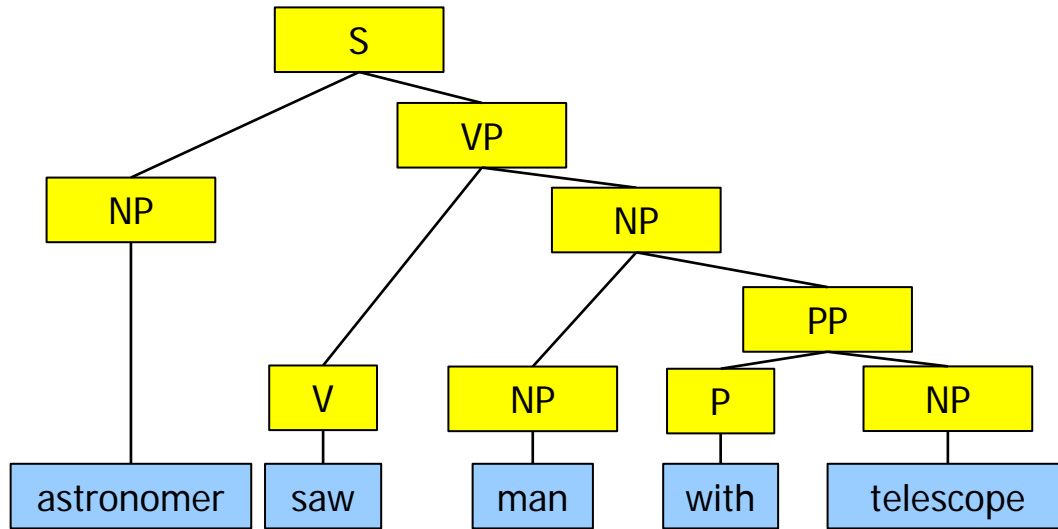 S
VP
NP
NP
PP
V
NP
P
NP
astronomer
saw
man
with
telescope